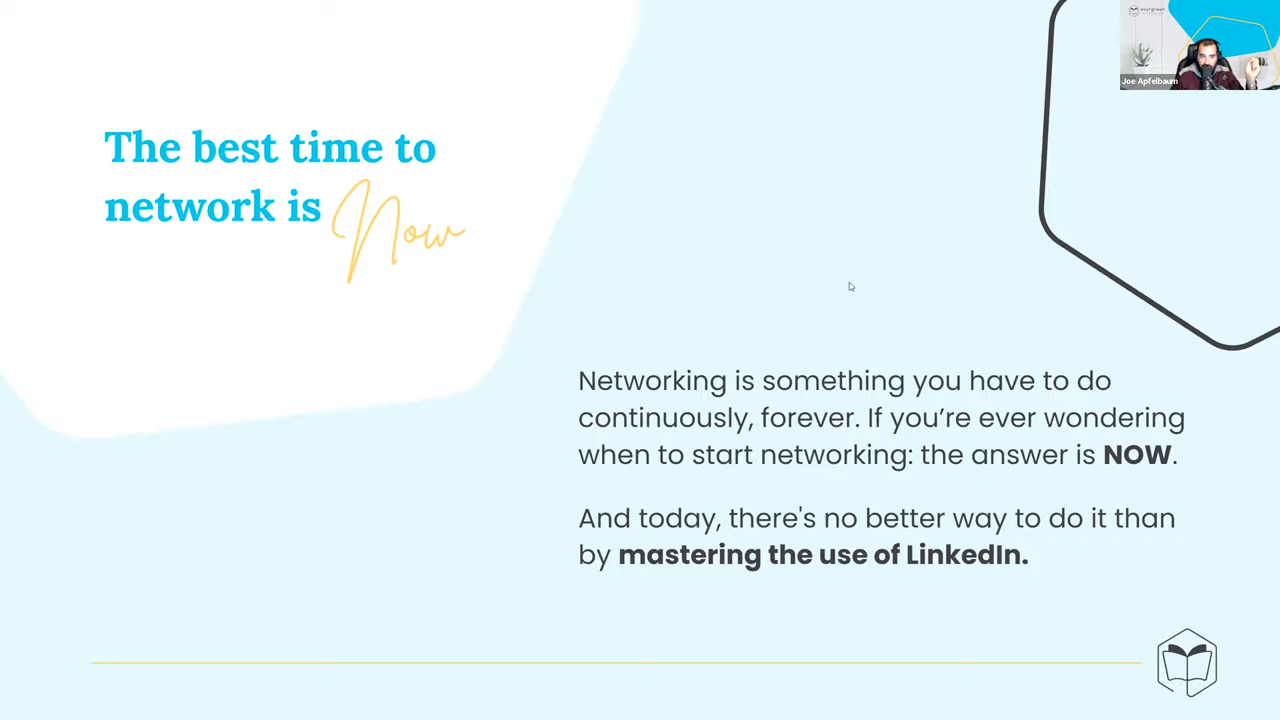 The best time to
network is Now
Networking is something you have to do
continuously, forever. If you’re ever wondering
when to start networking: the answer is NOW.
And today, there's no better way to do it than
by mastering the use of LinkedIn.
evyrgreen
Joe Apfelbaum